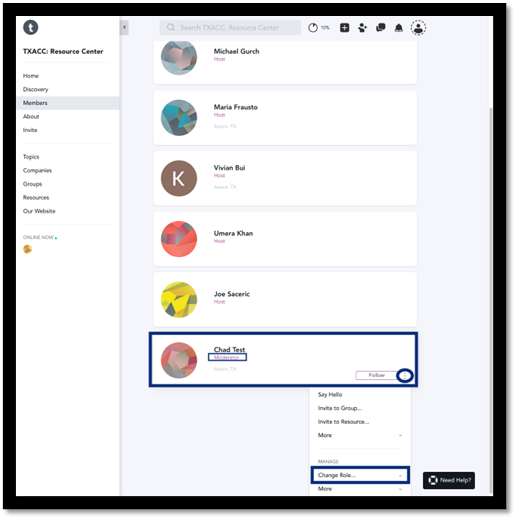 t
Search TXACC: Resource Center
10%
TXACC: Resource Center
Home
Discovery
Members
About
Invite
Topics
Companies
Groups
Resources
Our Website
ONLINE NOW
Michael Gurch
Host
Maria Frausto
Host
Austin, TX
K
Vivian Bui
Host
Austin, TX
Umera Khan
Host
Joe Saceric
Host
Chad Test
Moderator
Austin, TX
Follow
Say Hello
Invite to Group...
Invite to Resource...
More
MANAGE
Change Role...
More
Need Help?